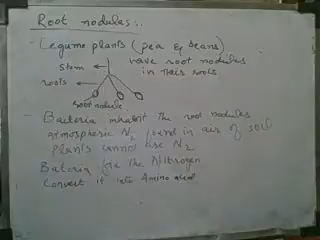 Root nodules:.
- Legume plants (pea & beans)
have root nodules
in their roots
Stem
roots
root nodule
- Bacteria inhabit the root nodules
atmospheric N2 found in air of soil
plants cannot use N2
Bateria fix the Nitrogen
Convert it into Amino acid